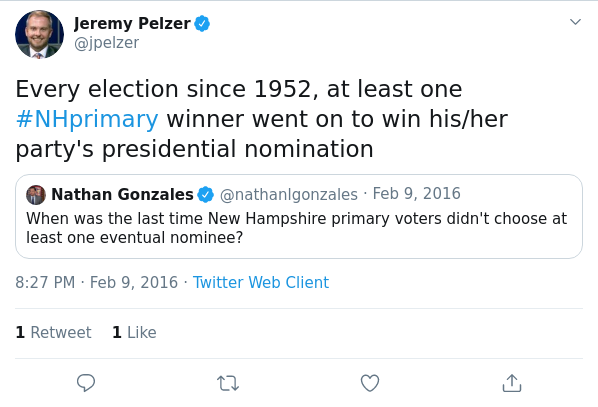 Jeremy Pelzer
@jpelzer
Every election since 1952, at least one
#NHprimary winner went on to win his/her
party's presidential nomination
Nathan Gonzales @nathanlgonzales · Feb 9, 2016
When was the last time New Hampshire primary voters didn't choose at
least one eventual nominee?
8:27 PM · Feb 9, 2016 · Twitter Web Client
1 Retweet 1 Like